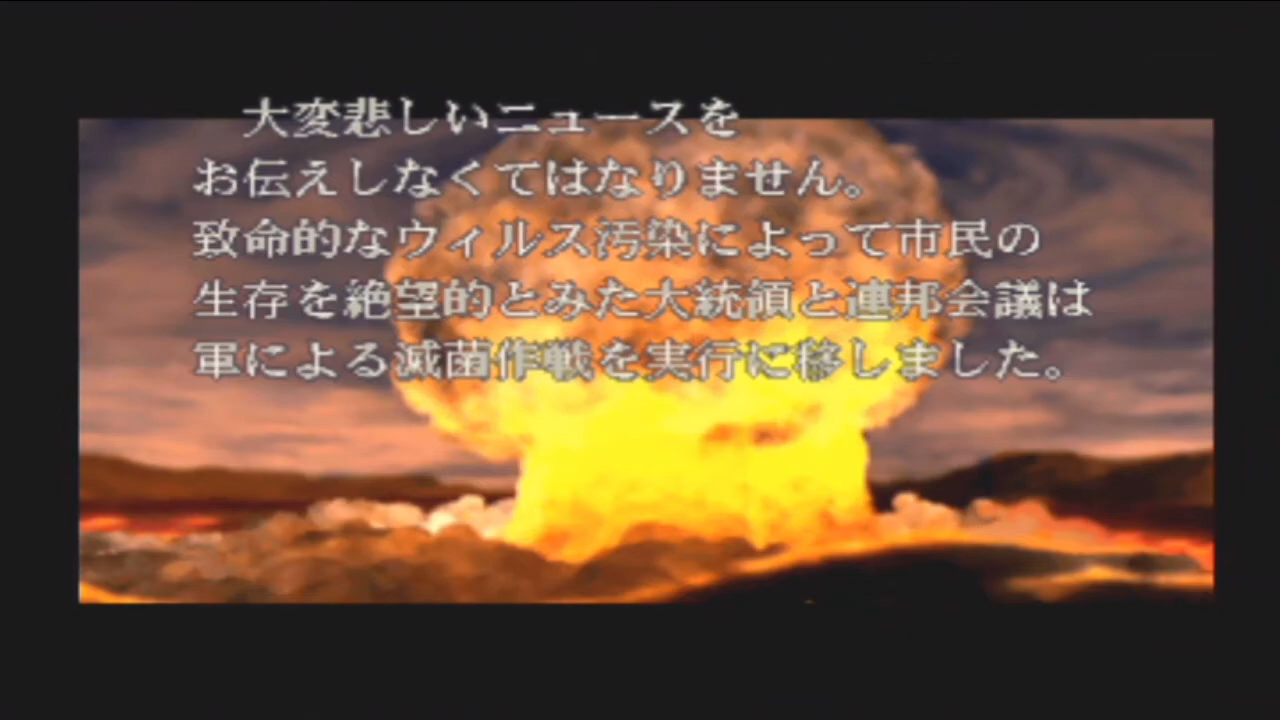 大変悲しいニュースを
お伝えしなくてはなりません。
致命的なウィルス汚染によって市民の
生存を絶望的とみた大統領と連邦会議は
軍による滅菌作戦を実行に移しました。